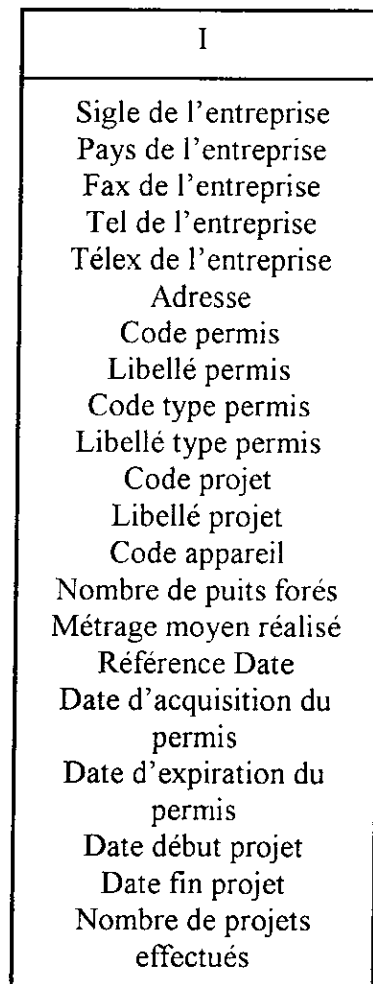 I
Sigle de l'entreprise
Pays de l'entreprise
Fax de l'entreprise
Tel de l'entreprise
Télex de l'entreprise
Adresse
Code permis
Libellé permis
Code type permis
Libellé type permis
Code projet
Libellé projet
Code appareil
Nombre de puits forés
Métrage moyen réalisé
Référence Date
Date d'acquisition du
permis
Date d'expiration du
permis
Date début projet
Date fin projet
Nombre de projets
effectués